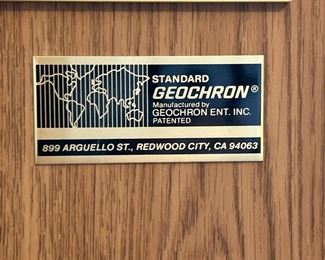 STANDARD
GEOCHRON®
Manufactured by
GEOCHRON ENT. INC.
PATENTED
899 ARGUELLO ST., REDWOOD CITY, CA 94063